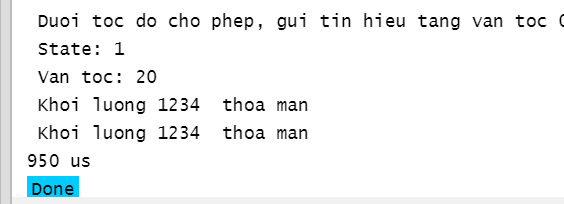 Duoi toc do cho phep, gui tin hieu tang van toc
State: 1
Van toc: 20
Khoi luong 1234  thoa man
Khoi luong 1234  thoa man
950 us
Done